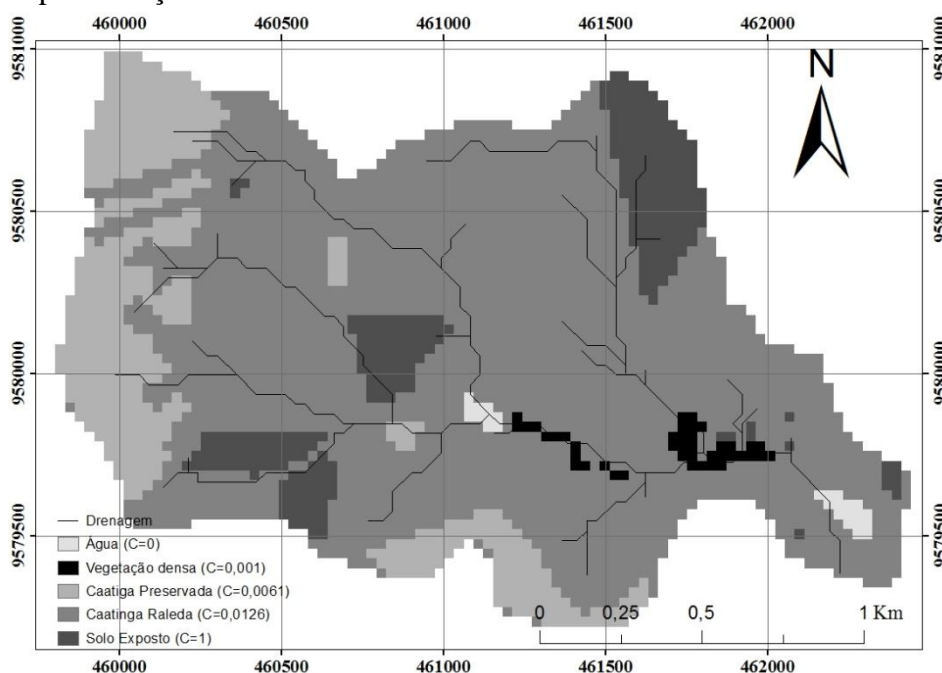 460000 460500 461000 461500 462000
9581000 9581000
N
9580500 9580500
9580000 9580000
9579500 9579500
Drenagem
Água (C=0)
Vegetação densa (C=0,001)
Caatiga Preservada (C=0,0061)
Caatinga Raleda (C=0,0126)
Solo Exposto (C=1)
0 0,25 0,5 1 Km
460000 460500 461000 461500 462000